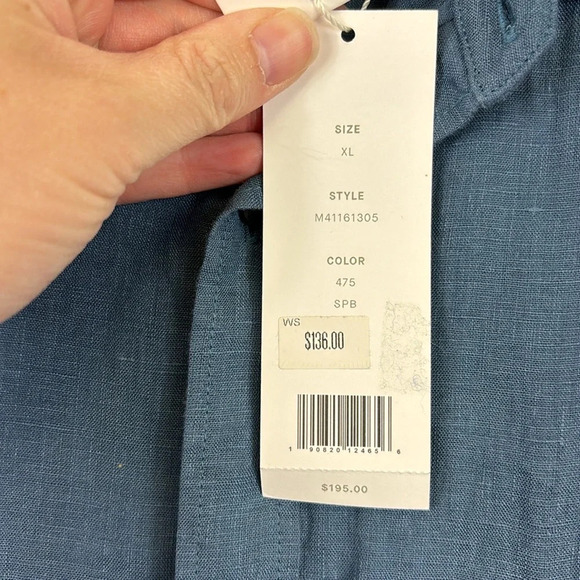 SIZE
XL
STYLE
M41161305
COLOR
475
SPB
WS
$136.00
1 90820 12465 6
$195.00